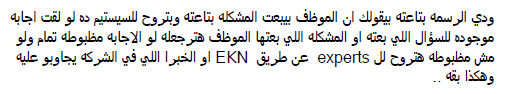 ودي الرسمه بتاعته بيقولك ان الموظف بيبعت المشكله بتاعته وبتروح للسيستيم ده لو لقت اجابه
موجوده للسؤال اللي بعته او المشكله اللي بعتها الموظف هترجعله لو الاجابه مظبوطه تمام ولو
مش مظبوطه هتروح لل experts عن طريق EKN او الخبرا اللي في الشركه يجاوبو عليه
وهكذا بقه ..